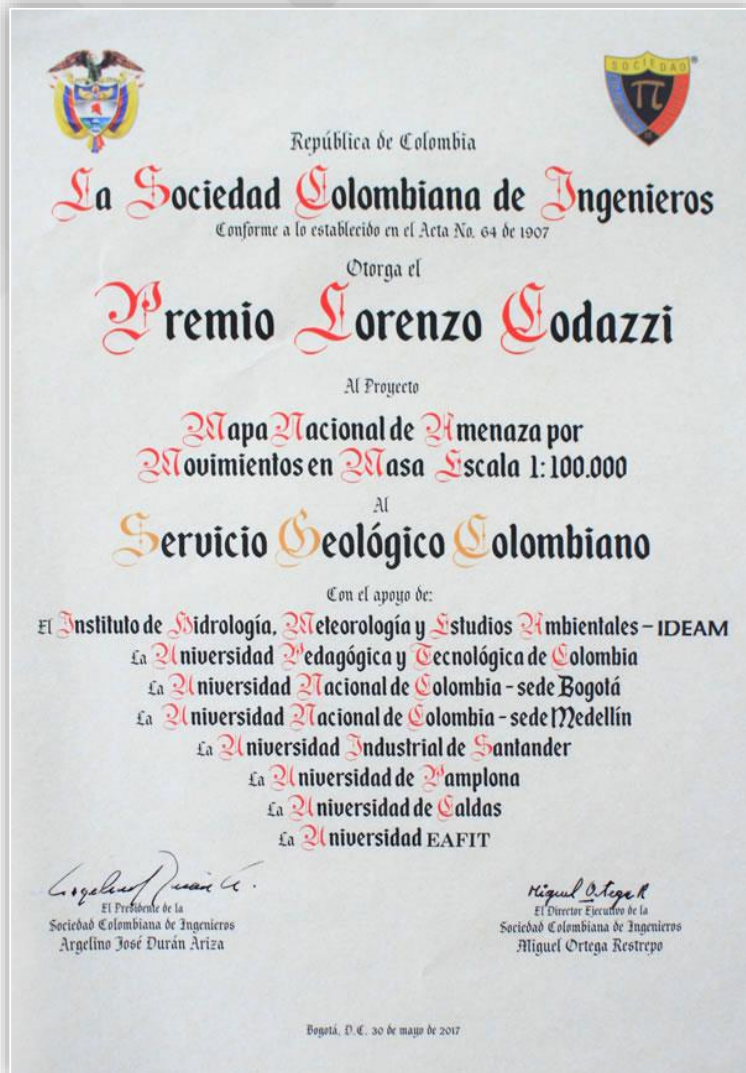 SOCIEDAD
π
República de Colombia
La Sociedad Colombiana de Ingenieros
Conforme a lo establecido en el Acta No. 64 de 1907
Otorga el
Premio Lorenzo Codazzi
Al Proyecto
Mapa Nacional de Amenaza por
Movimientos en Masa Escala 1:100.000
Al
Servicio Geológico Colombiano
Con el apoyo de:
El Instituto de Hidrología, Meteorología y Estudios Ambientales – IDEAM
La Universidad Pedagógica y Tecnológica de Colombia
La Universidad Nacional de Colombia - sede Bogotá
La Universidad Nacional de Colombia - sede Medellín
La Universidad Industrial de Santander
La Universidad de Pamplona
La Universidad de Caldas
La Universidad EAFIT
Miguel Ortega R
El Presidente de la
Sociedad Colombiana de Ingenieros
Argelino José Durán Ariza
El Director Ejecutivo de la
Sociedad Colombiana de Ingenieros
Miguel Ortega Restrepo
Bogotá, D.C. 30 de mayo de 2017